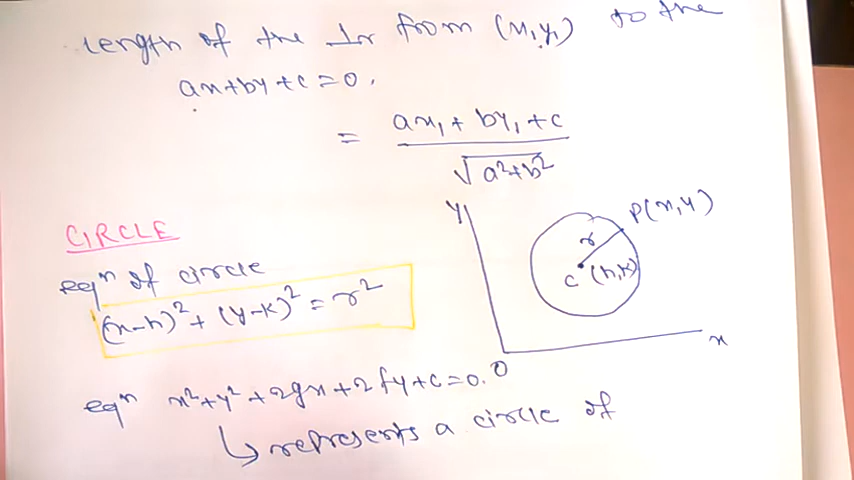 length of the ⊥r from (x1,y1) to the
ax+by+c=0.
= ax₁ + by₁ + c / √a²+b²
CIRCLE
eqⁿ of circle
(x-h)² + (y-k)² = r²
y
P(x,y)
r
C (h,k)
x
0
eqⁿ x²+y²+2gx+2fy+c=0.
↳ represents a circle of